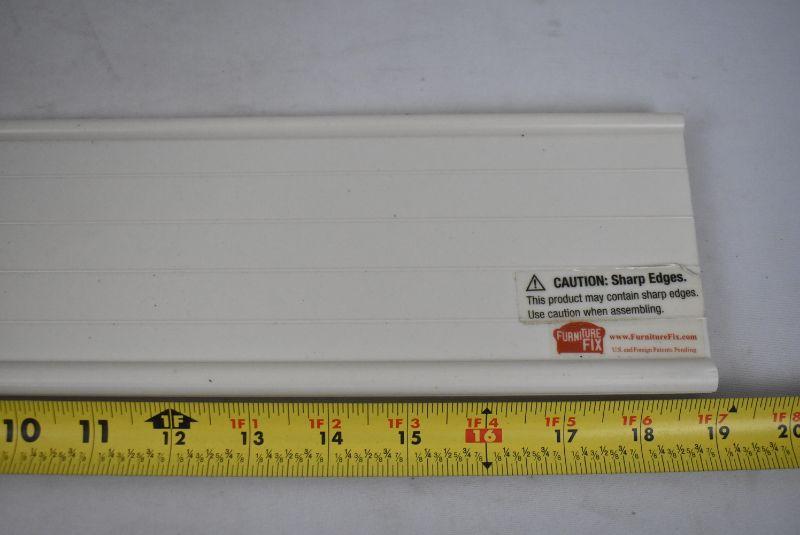 CAUTION: Sharp Edges.
This product may contain sharp edges.
Use caution when assembling.
FURNITURE FIX
www.FurnitureFix.com
U.S. and Foreign Patents Pending
1F 1F 1 1F 2 1F 3 1F 4 1F 5 1F 6 1F 7 1F 8
10 11 12 13 14 15 16 17 18 19 20